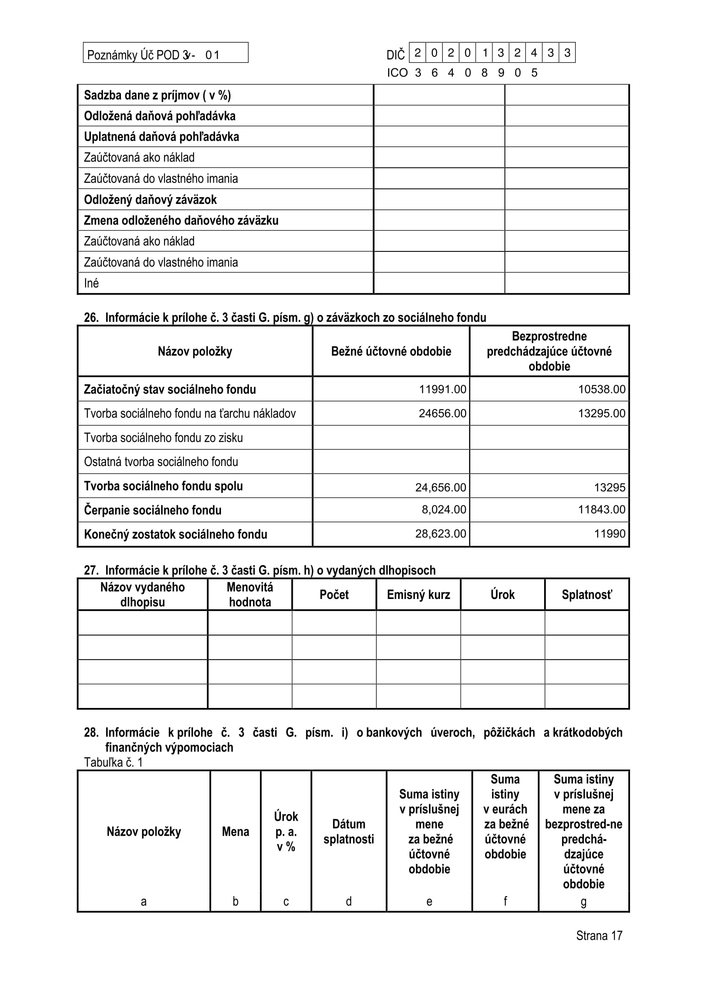 Poznámky Úč POD 3v- 01
DIČ 2 0 2 0 1 3 2 4 3 3
ICO 3 6 4 0 8 9 0 5
Sadzba dane z príjmov ( v %)
Odložená daňová pohľadávka
Uplatnená daňová pohľadávka
Zaúčtovaná ako náklad
Zaúčtovaná do vlastného imania
Odložený daňový záväzok
Zmena odloženého daňového záväzku
Zaúčtovaná ako náklad
Zaúčtovaná do vlastného imania
Iné
26. Informácie k prílohe č. 3 časti G. písm. g) o záväzkoch zo sociálneho fondu
Názov položky Bežné účtovné obdobie Bezprostredne
predchádzajúce účtovné
obdobie
Začiatočný stav sociálneho fondu 11991.00 10538.00
Tvorba sociálneho fondu na ťarchu nákladov 24656.00 13295.00
Tvorba sociálneho fondu zo zisku
Ostatná tvorba sociálneho fondu
Tvorba sociálneho fondu spolu 24,656.00 13295
Čerpanie sociálneho fondu 8,024.00 11843.00
Konečný zostatok sociálneho fondu 28,623.00 11990
27. Informácie k prílohe č. 3 časti G. písm. h) o vydaných dlhopisoch
Názov vydaného
dlhopisu
Menovitá
hodnota
Počet
Emisný kurz
Úrok
Splatnosť
28. Informácie k prílohe č. 3 časti G. písm. i) o bankových úveroch, pôžičkách a krátkodobých
finančných výpomociach
Tabuľka č. 1
Názov položky
Mena
Úrok
p. a.
v %
Dátum
splatnosti
Suma istiny
v príslušnej
mene
za bežné
účtovné
obdobie
Suma
istiny
v eurách
za bežné
účtovné
obdobie
Suma istiny
v príslušnej
mene za
bezprostred-ne
predchá-
dzajúce
účtovné
obdobie
a b c d e f g
Strana 17